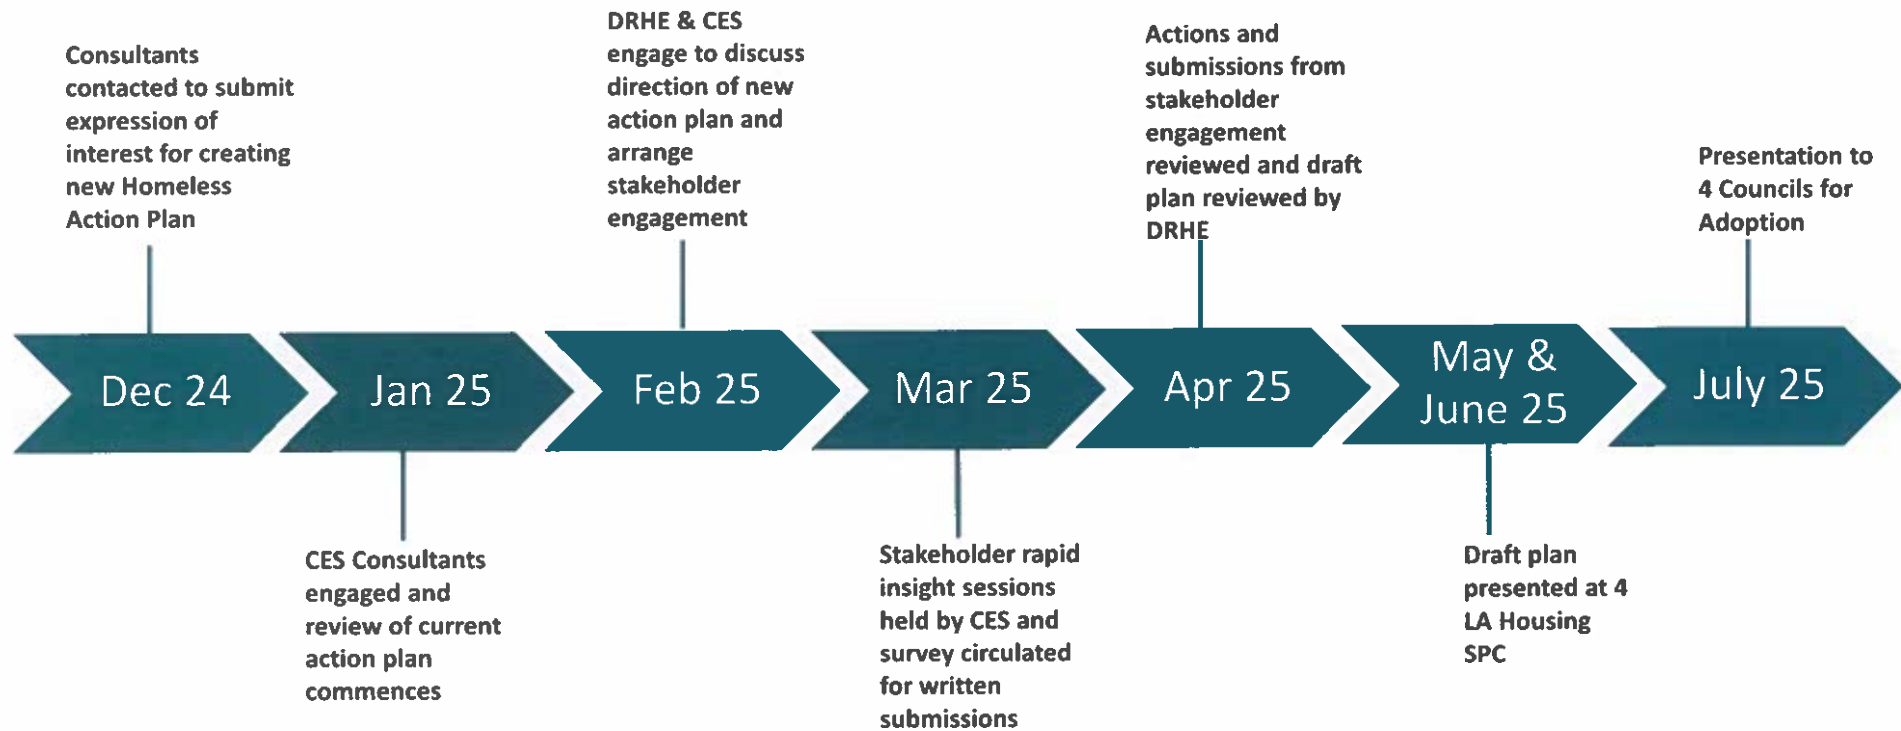 Consultants
contacted to submit
expression of
interest for creating
new Homeless
Action Plan
DRHE & CES
engage to discuss
direction of new
action plan and
arrange
stakeholder
engagement
Actions and
submissions from
stakeholder
engagement
reviewed and draft
plan reviewed by
DRHE
Presentation to
4 Councils for
Adoption
Dec 24
Jan 25
Feb 25
Mar 25
Apr 25
May &
June 25
July 25
CES Consultants
engaged and
review of current
action plan
commences
Stakeholder rapid
insight sessions
held by CES and
survey circulated
for written
submissions
Draft plan
presented at 4
LA Housing
SPC